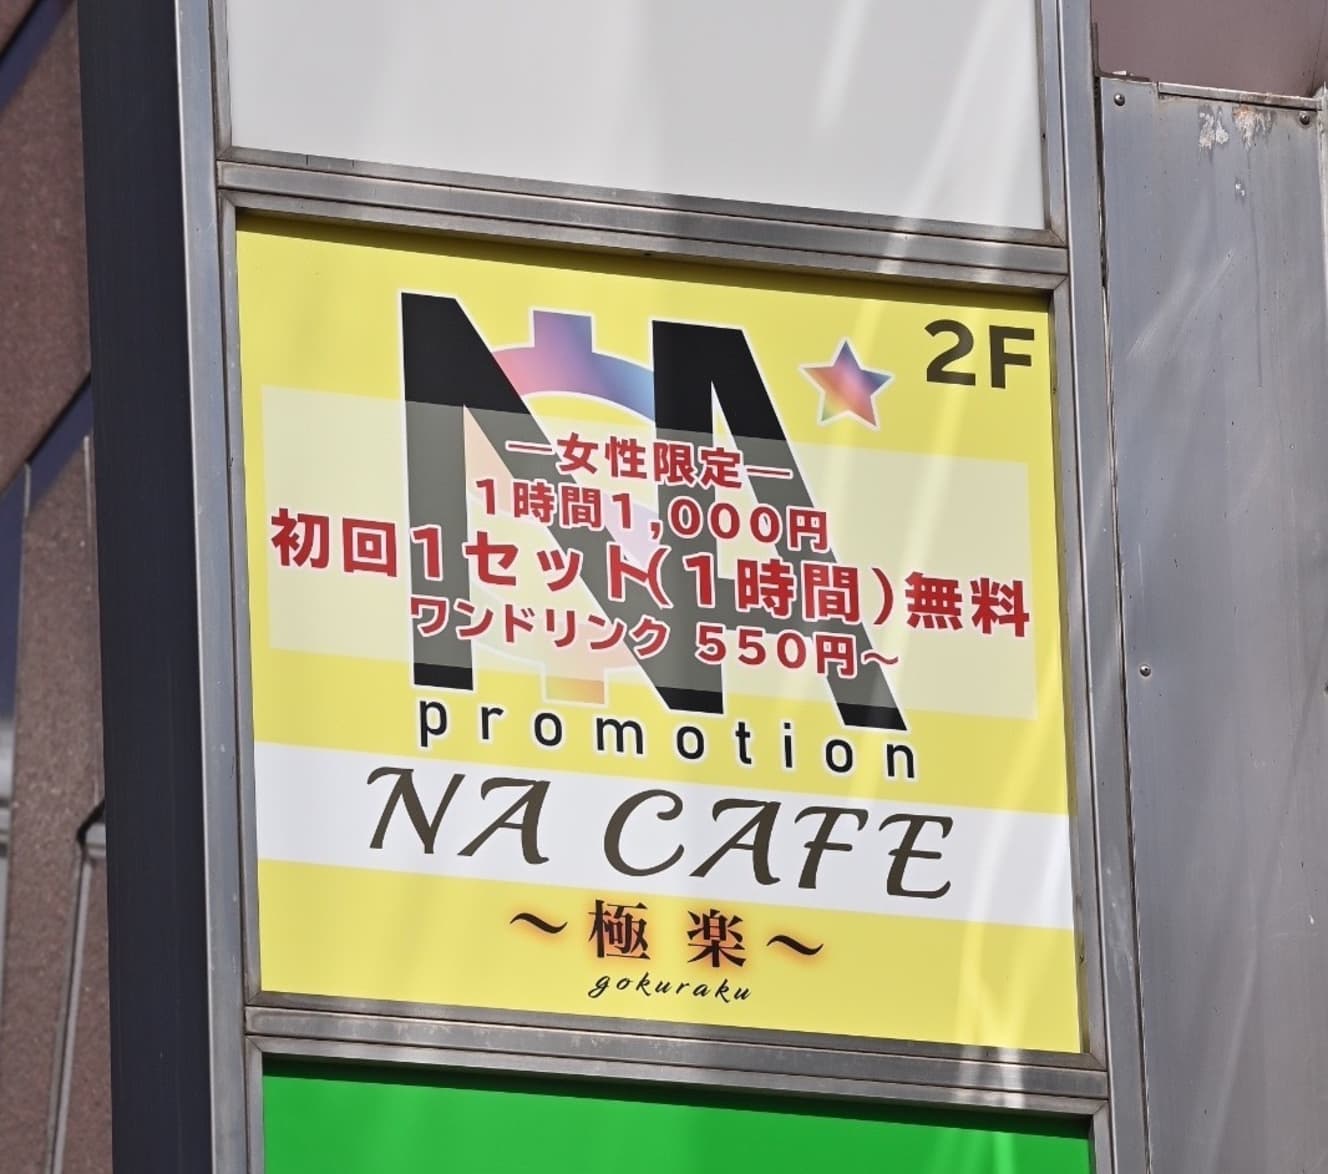 2F
NA
―女性限定―
1時間1,000円
初回1セット(1時間)無料
ワンドリンク 550円～
promotion
NA CAFE
～極楽～
gokuraku